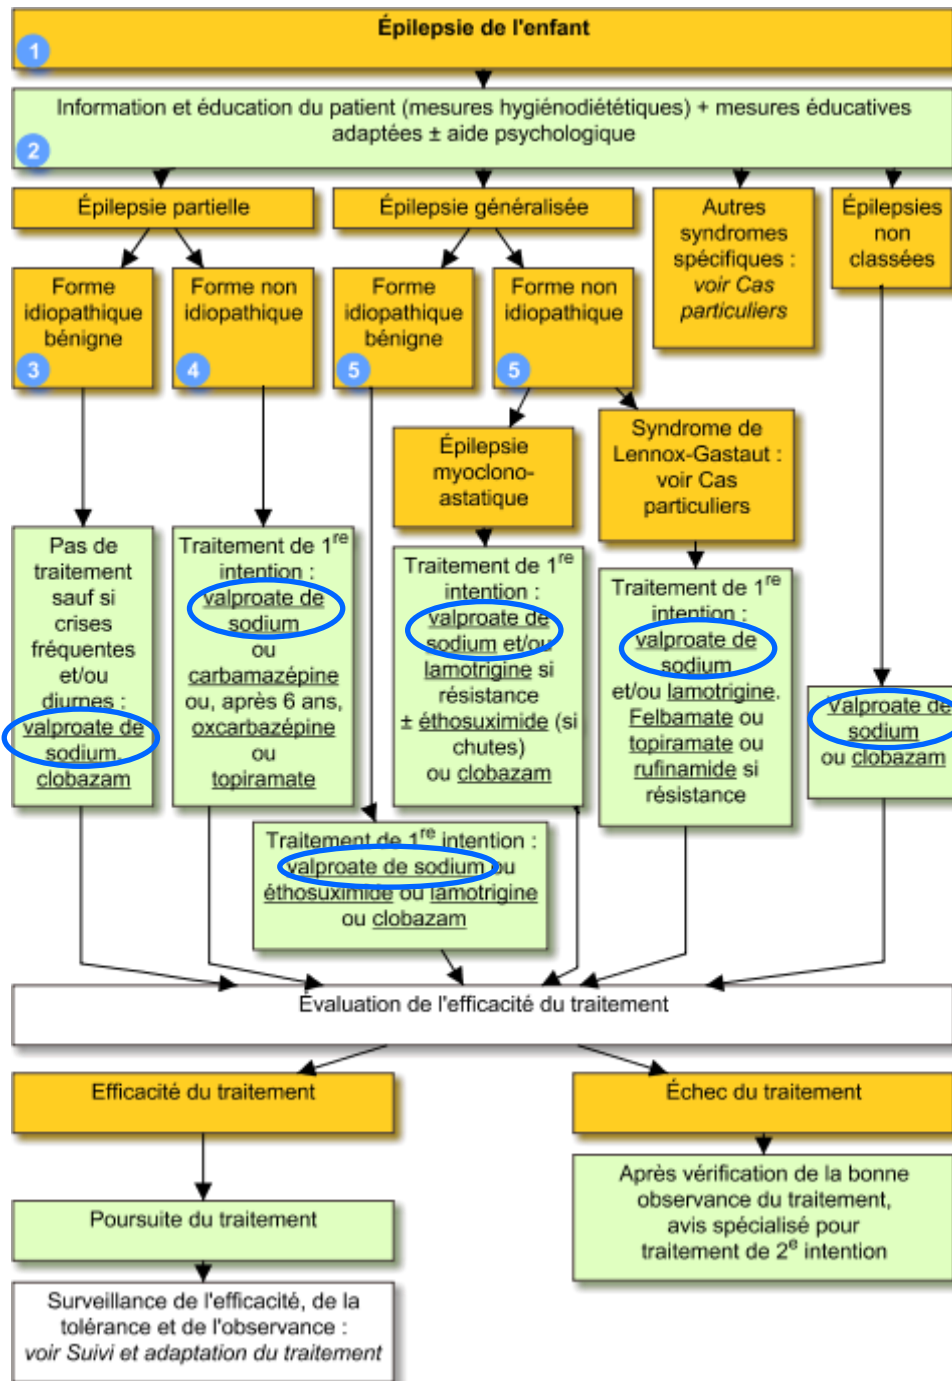 Épilepsie de l'enfant
1
Information et éducation du patient (mesures hygiénodiététiques) + mesures éducatives
adaptées ± aide psychologique
2
Épilepsie partielle
Épilepsie généralisée
Autres
syndromes
spécifiques :
voir Cas
particuliers
Épilepsies
non
classées
Forme
idiopathique
bénigne
3
Forme non
idiopathique
4
Forme
idiopathique
bénigne
5
Forme non
idiopathique
5
Épilepsie
myoclono-
astatique
Syndrome de
Lennox-Gastaut :
voir Cas
particuliers
Pas de
traitement
sauf si
crises
fréquentes
et/ou
diurnes :
valproate de
sodium,
clobazam
Traitement de 1re
intention :
valproate de
sodium
ou
carbamazépine
ou, après 6 ans,
oxcarbazépine
ou
topiramate
Traitement de 1re
intention :
valproate de
sodium et/ou
lamotrigine si
résistance
± éthosuximide (si
chutes)
ou clobazam
Traitement de 1re
intention :
valproate de
sodium
et/ou lamotrigine.
Felbamate ou
topiramate ou
rufinamide si
résistance
Valproate de
sodium
ou clobazam
Traitement de 1re intention :
valproate de sodium ou
éthosuximide ou lamotrigine
ou clobazam
Évaluation de l'efficacité du traitement
Efficacité du traitement
Échec du traitement
Poursuite du traitement
Après vérification de la bonne
observance du traitement,
avis spécialisé pour
traitement de 2e intention
Surveillance de l'efficacité, de la
tolérance et de l'observance :
voir Suivi et adaptation du traitement